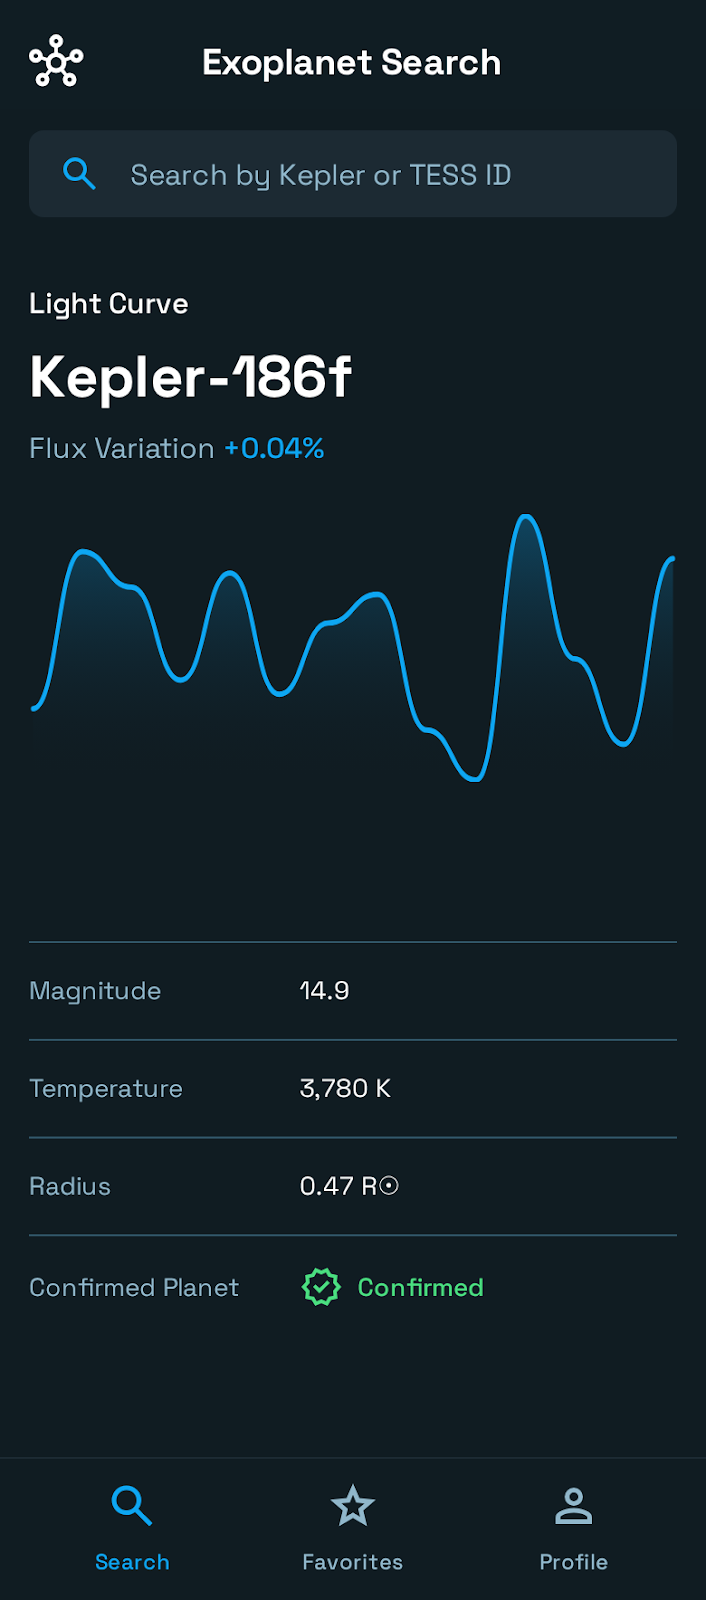 Exoplanet Search
Search by Kepler or TESS ID
Light Curve
Kepler-186f
Flux Variation +0.04%
Magnitude 14.9
Temperature 3,780 K
Radius 0.47 R☉
Confirmed Planet Confirmed
Search Favorites Profile